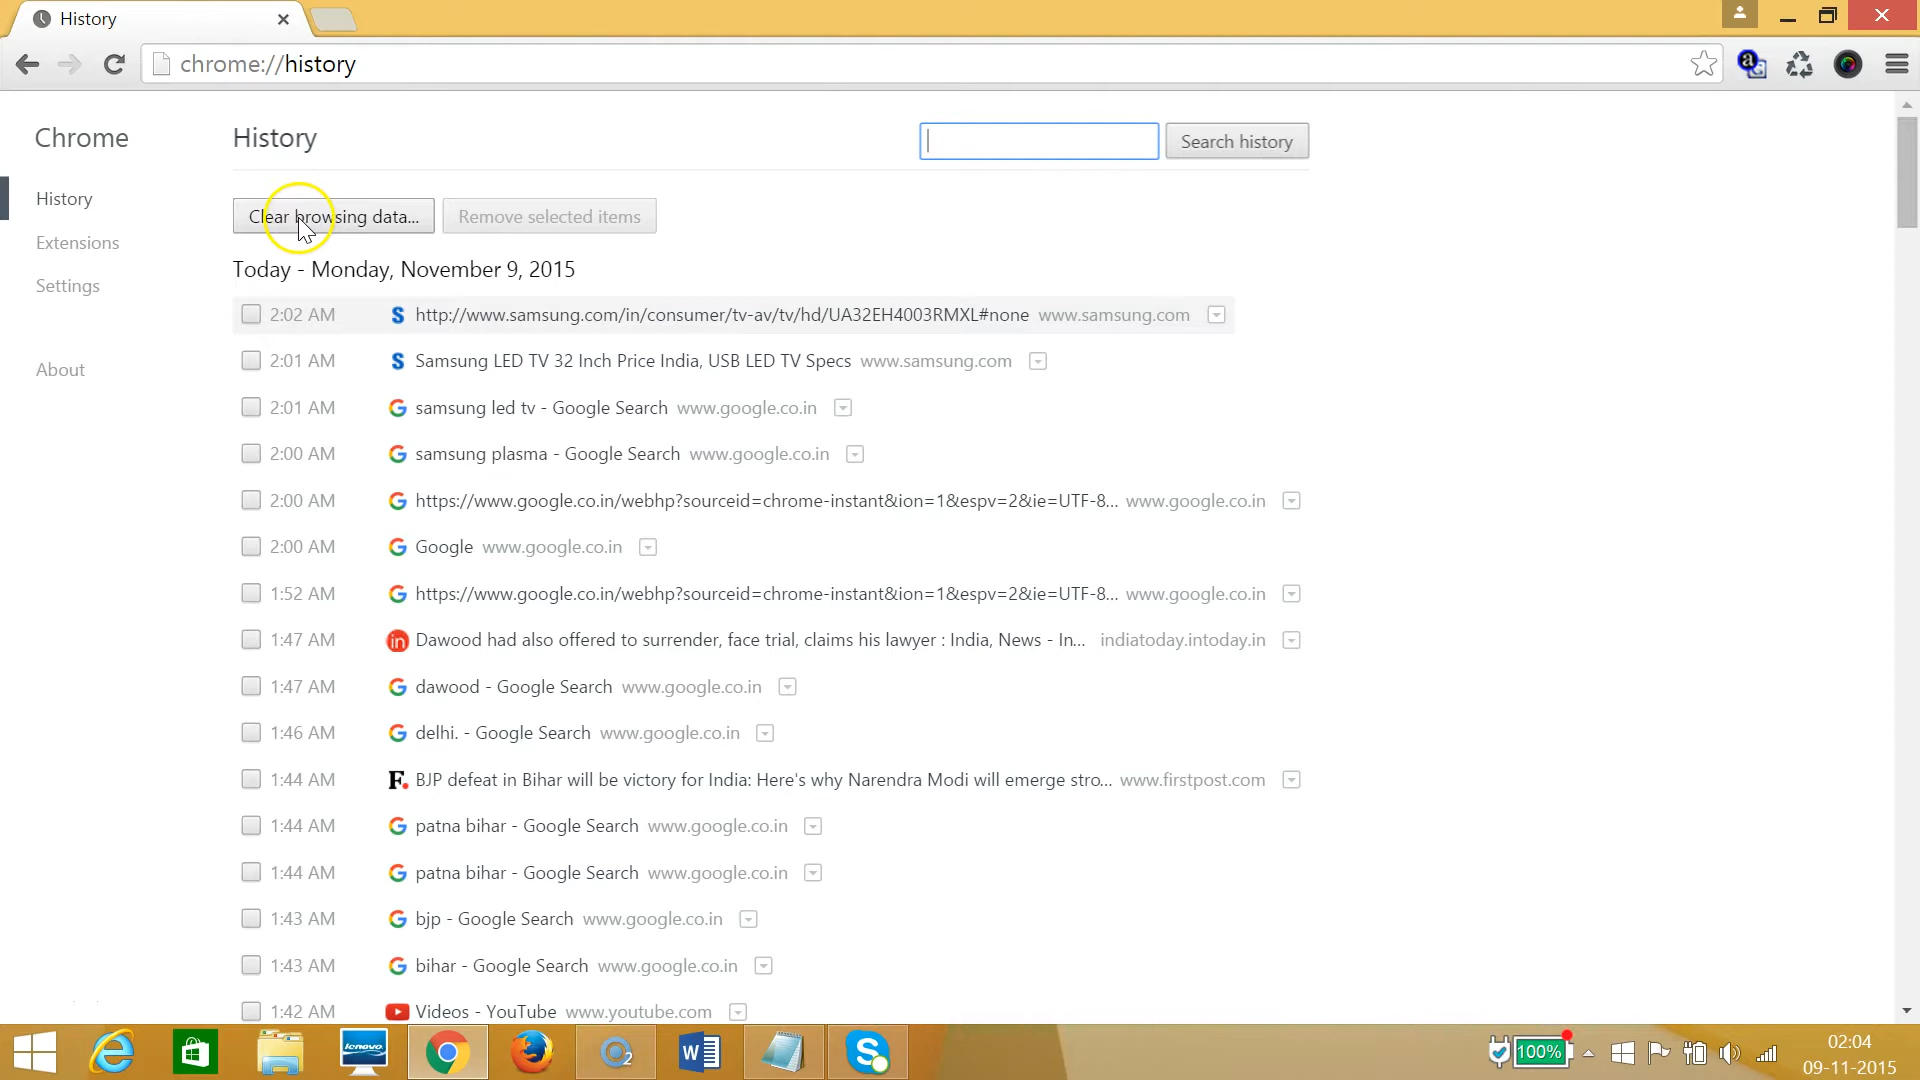 History
chrome://history
Chrome
History
Search history
History
Clear browsing data...
Remove selected items
Extensions
Today - Monday, November 9, 2015
Settings
2:02 AM http://www.samsung.com/in/consumer/tv-av/tv/hd/UA32EH4003RMXL#none www.samsung.com
About
2:01 AM Samsung LED TV 32 Inch Price India, USB LED TV Specs www.samsung.com
2:01 AM samsung led tv - Google Search www.google.co.in
2:00 AM samsung plasma - Google Search www.google.co.in
2:00 AM https://www.google.co.in/webhp?sourceid=chrome-instant&ion=1&espv=2&ie=UTF-8... www.google.co.in
2:00 AM Google www.google.co.in
1:52 AM https://www.google.co.in/webhp?sourceid=chrome-instant&ion=1&espv=2&ie=UTF-8... www.google.co.in
1:47 AM Dawood had also offered to surrender, face trial, claims his lawyer : India, News - In... indiatoday.intoday.in
1:47 AM dawood - Google Search www.google.co.in
1:46 AM delhi. - Google Search www.google.co.in
1:44 AM BJP defeat in Bihar will be victory for India: Here's why Narendra Modi will emerge stro... www.firstpost.com
1:44 AM patna bihar - Google Search www.google.co.in
1:44 AM patna bihar - Google Search www.google.co.in
1:43 AM bjp - Google Search www.google.co.in
1:43 AM bihar - Google Search www.google.co.in
1:42 AM Videos - YouTube www.youtube.com
lenovo
100%
02:04
09-11-2015